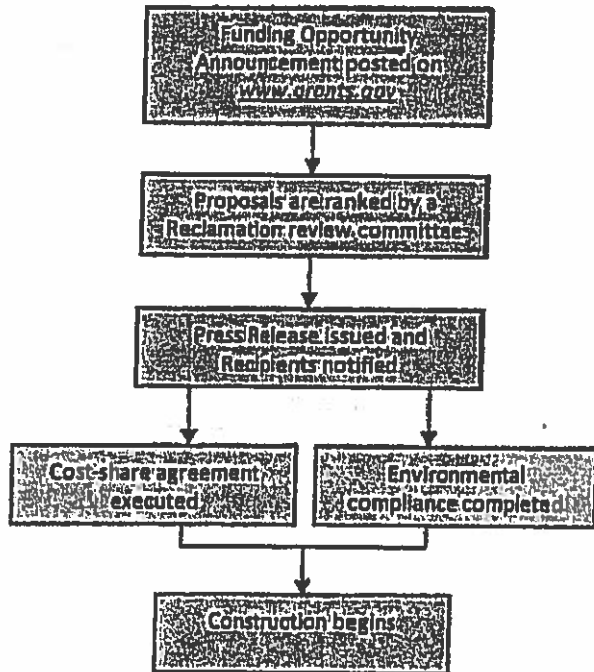 Funding Opportunity
Announcement posted on
www.grants.gov
Proposals are ranked by a
Reclamation review committee
Press Release issued and
Recipients notified
Cost-share agreement
executed
Environmental
compliance completed
Construction begins